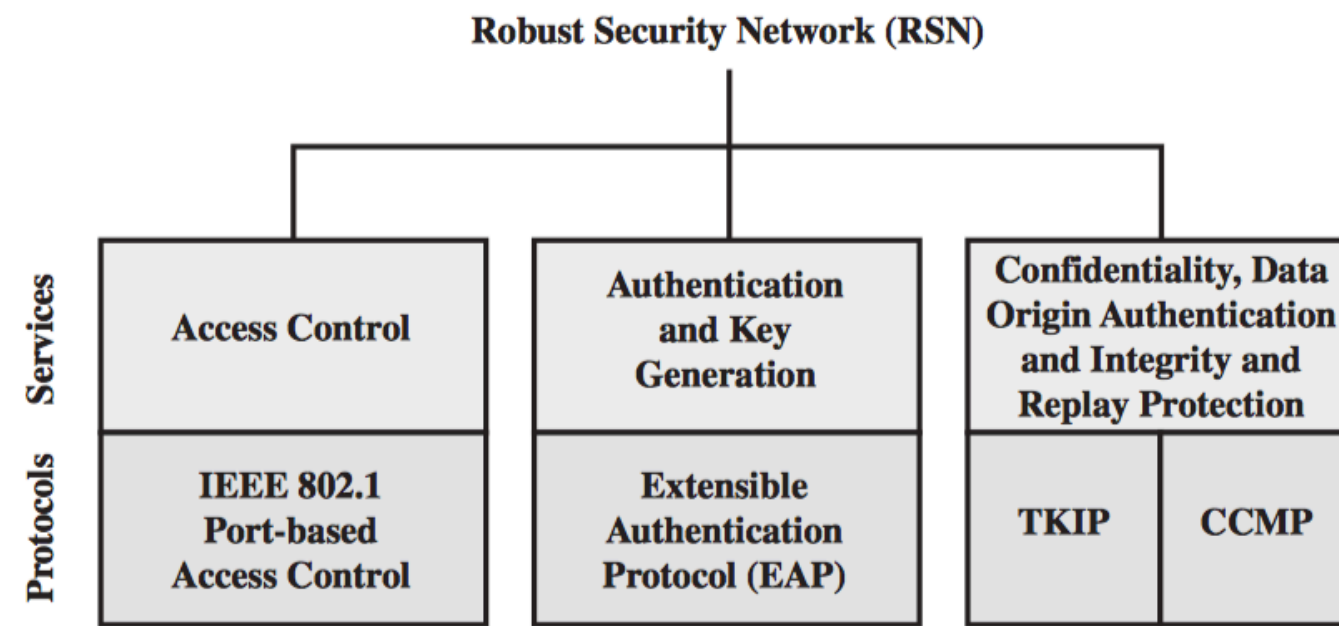 Robust Security Network (RSN)
Services
Access Control
Authentication
and Key
Generation
Confidentiality, Data
Origin Authentication
and Integrity and
Replay Protection
Protocols
IEEE 802.1
Port-based
Access Control
Extensible
Authentication
Protocol (EAP)
TKIP
CCMP